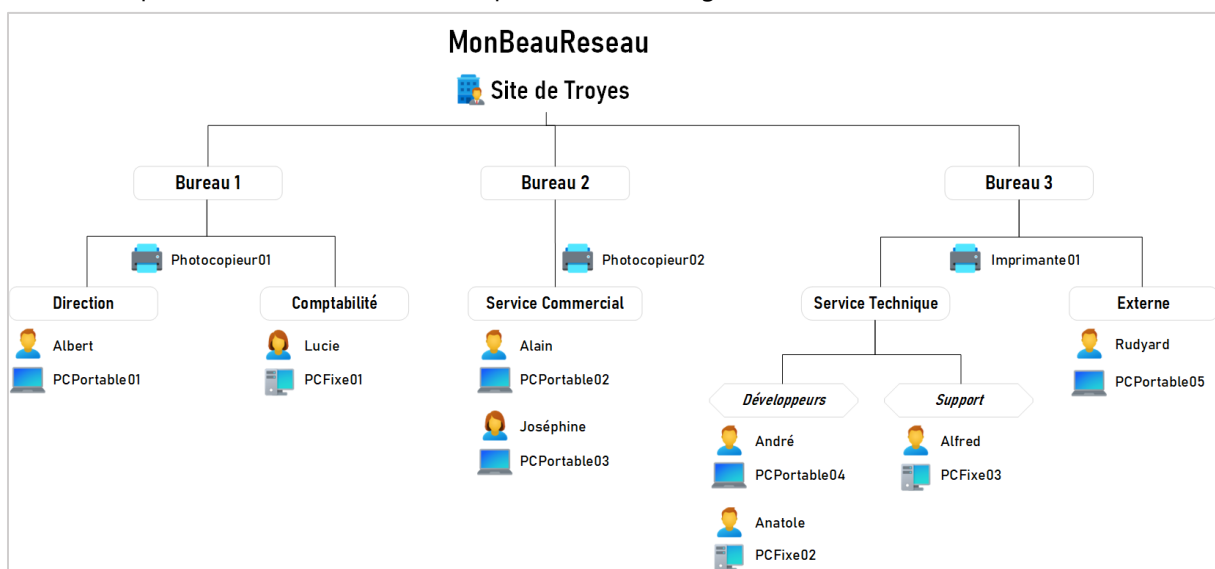 MonBeauReseau
Site de Troyes
Bureau 1
Bureau 2
Bureau 3
Photocopieur01
Photocopieur02
Imprimante01
Direction
Comptabilité
Service Commercial
Service Technique
Externe
Albert
PCPortable01
Lucie
PCFixe01
Alain
PCPortable02
Joséphine
PCPortable03
Développeurs
Support
André
PCPortable04
Anatole
PCFixe02
Alfred
PCFixe03
Rudyard
PCPortable05